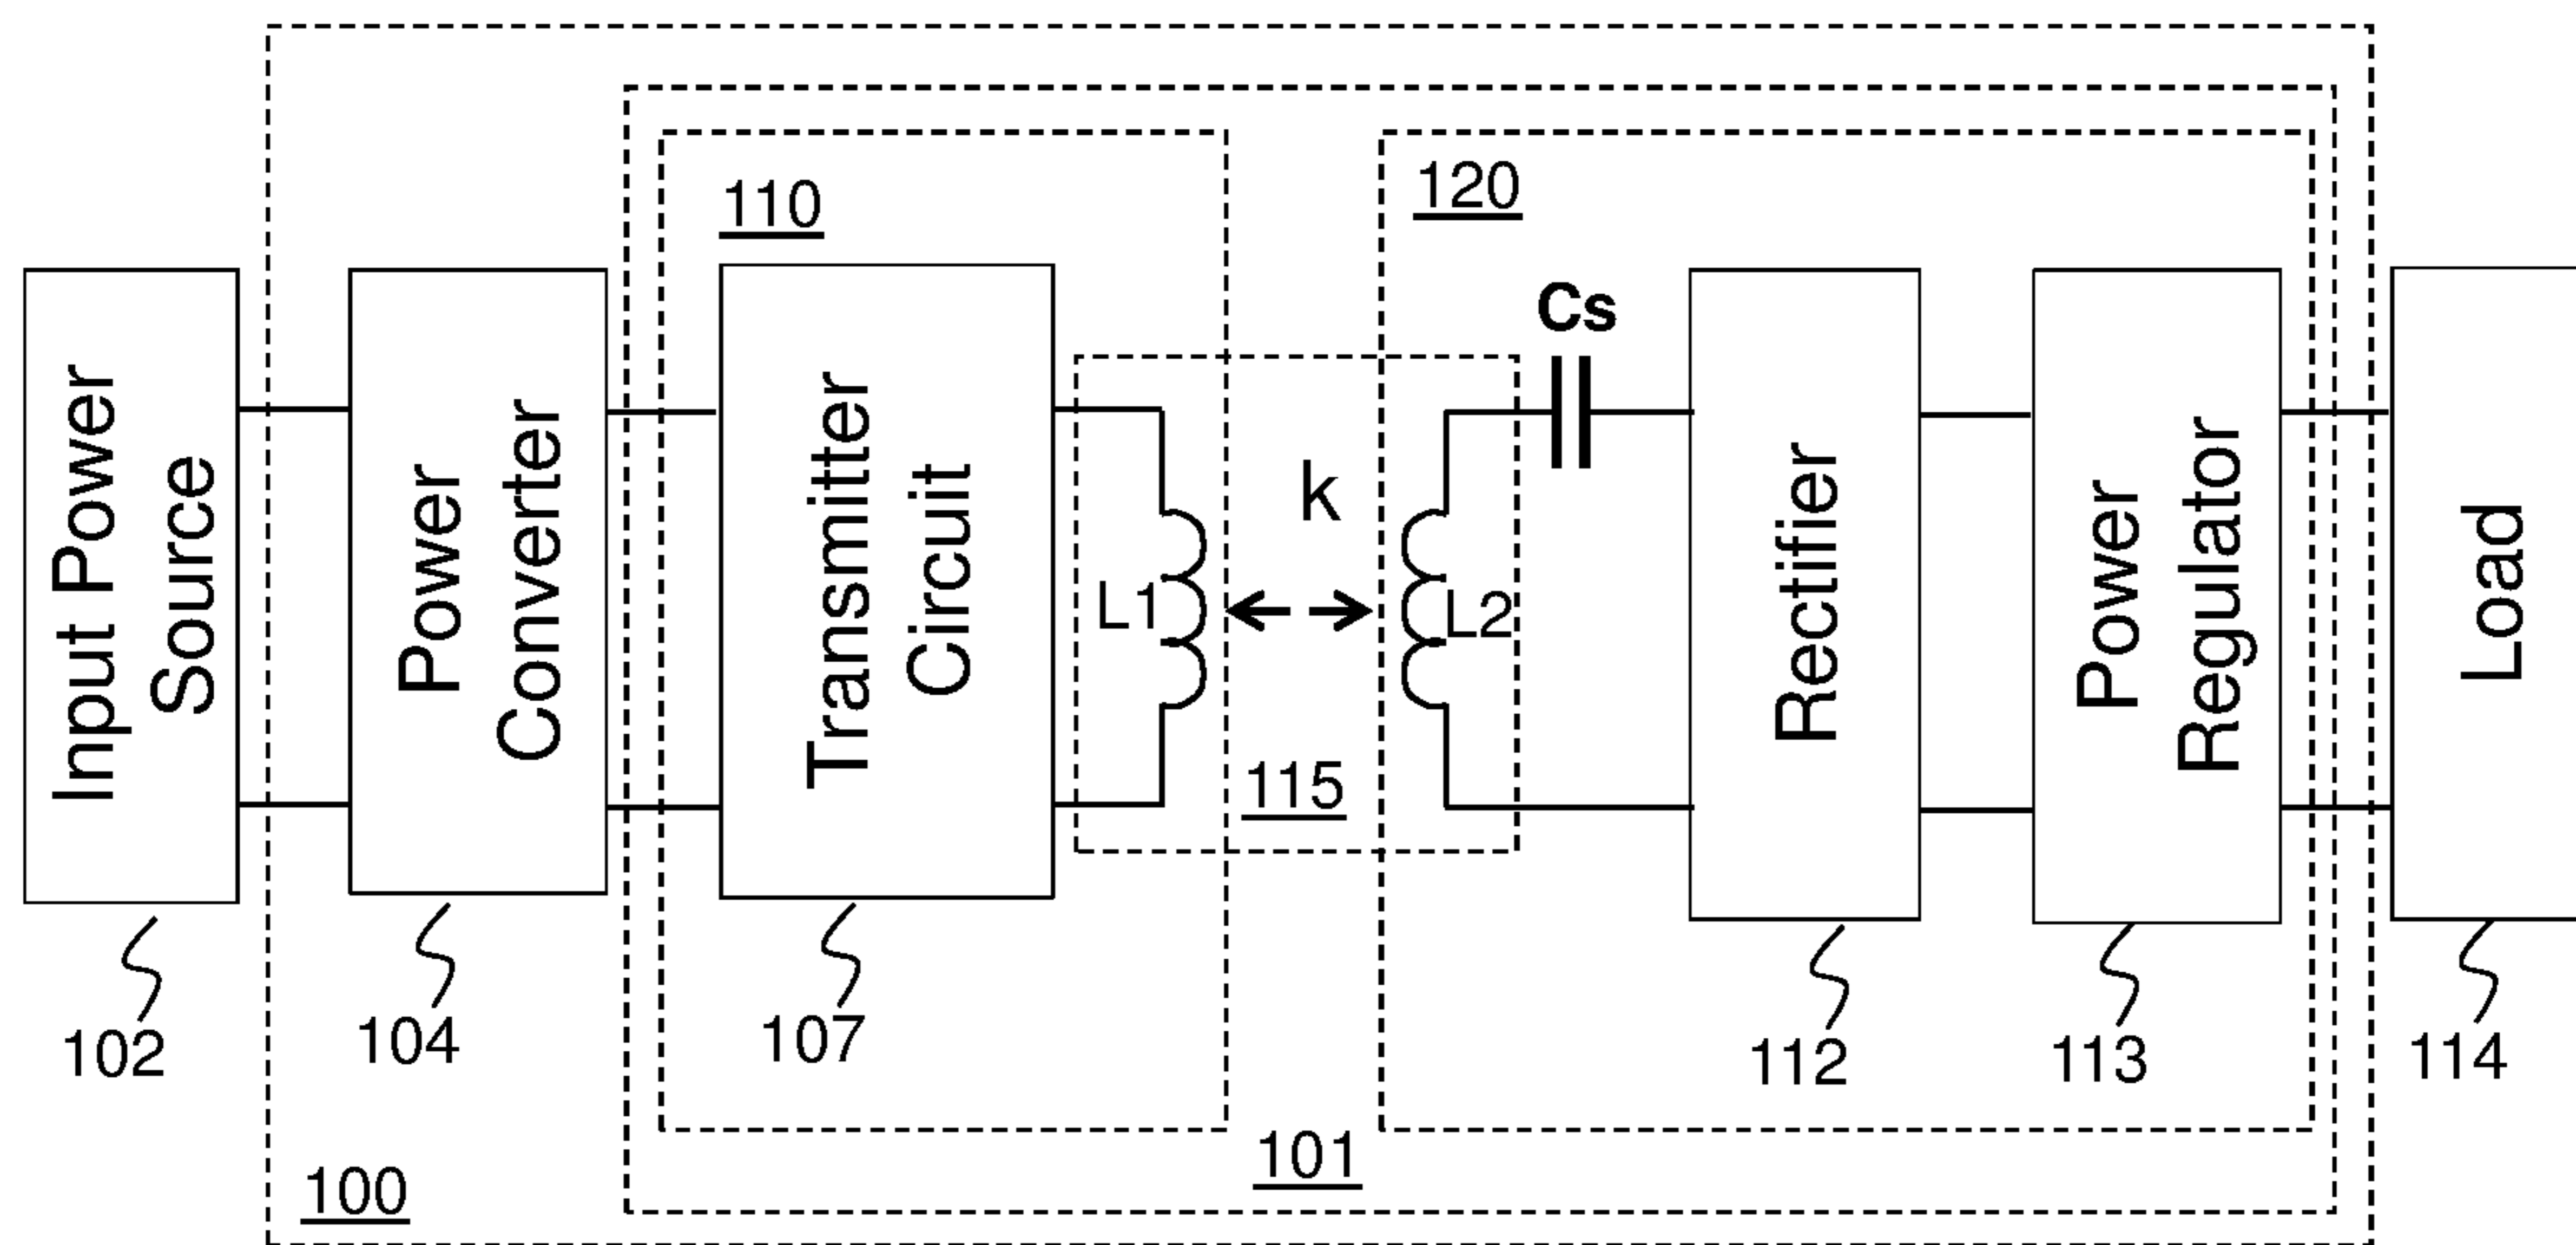 110
120
Cs
Input Power
Source
Power
Converter
Transmitter
Circuit
L1
k
L2
115
Rectifier
Power
Regulator
Load
102
104
107
112
113
114
100
101